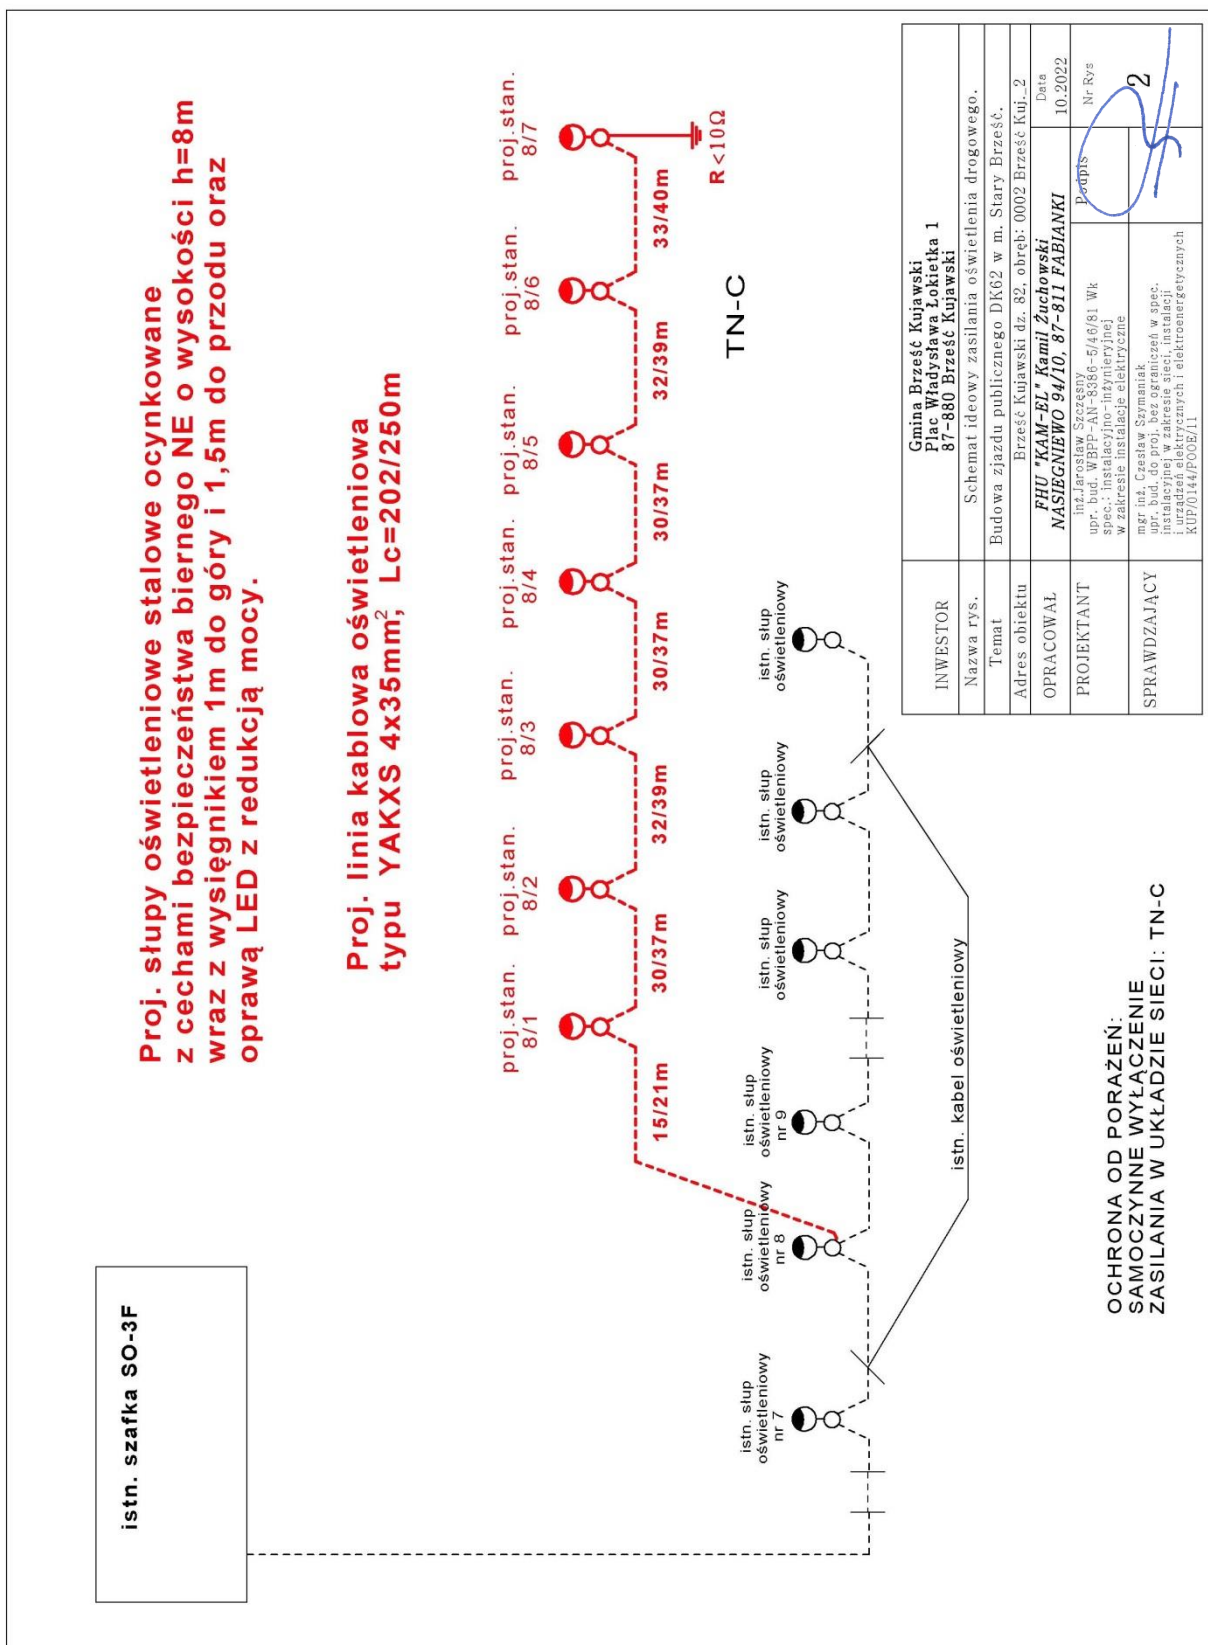 Proj. słupy oświetleniowe stalowe ocynkowane
z cechami bezpieczeństwa biernego NE o wysokości h=8m
wraz z wysięgnikiem 1m do góry i 1,5m do przodu oraz
oprawą LED z redukcją mocy.
istn. szafka SO-3F
Proj. linia kablowa oświetleniowa
typu YAKXS 4x35mm², Lc=202/250m
proj.stan.
8/1
proj.stan.
8/2
proj.stan.
8/3
proj.stan.
8/4
proj.stan.
8/5
proj.stan.
8/6
proj.stan.
8/7
15/21m
30/37m
32/39m
30/37m
30/37m
32/39m
33/40m
R<10Ω
TN-C
istn. słup
oświetleniowy
nr 7
istn. słup
oświetleniowy
nr 8
istn. słup
oświetleniowy
nr 9
istn. słup
oświetleniowy
istn. słup
oświetleniowy
istn. słup
oświetleniowy
istn. kabel oświetleniowy
OCHRONA OD PORAŻEŃ:
SAMOCZYNNE WYŁĄCZENIE
ZASILANIA W UKŁADZIE SIECI: TN-C
INWESTOR
Gmina Brześć Kujawski
Plac Władysława Łokietka 1
87-880 Brześć Kujawski
Nazwa rys.
Schemat ideowy zasilania oświetlenia drogowego.
Temat
Budowa zjazdu publicznego DK62 w m. Stary Brześć.
Adres obiektu
Brześć Kujawski dz. 82, obręb: 0002 Brześć Kuj._2
OPRACOWAŁ
FHU "KAM-EL" Kamil Żuchowski
NASIEGNIEWO 94/10, 87-811 FABIANKI
Data
10.2022
PROJEKTANT
inż.Jarosław Szczęsny
upr. bud. WBPP-AN-8386-5/46/81 Wk
spec.: instalacyjno-inżynieryjnej
w zakresie instalacje elektryczne
Podpis
Nr Rys
2
SPRAWDZAJĄCY
mgr inż. Czesław Szymaniak
upr. bud. do proj. bez ograniczeń w spec.
instalacyjnej w zakresie sieci, instalacji
i urządzeń elektrycznych i elektroenergetycznych
KUP/0144/POOE/11